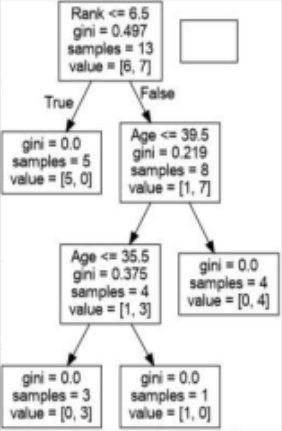 Rank <= 6.5
gini = 0.497
samples = 13
value = [6, 7]
True
False
gini = 0.0
samples = 5
value = [5, 0]
Age <= 39.5
gini = 0.219
samples = 8
value = [1, 7]
Age <= 35.5
gini = 0.375
samples = 4
value = [1, 3]
gini = 0.0
samples = 4
value = [0, 4]
gini = 0.0
samples = 3
value = [0, 3]
gini = 0.0
samples = 1
value = [1, 0]